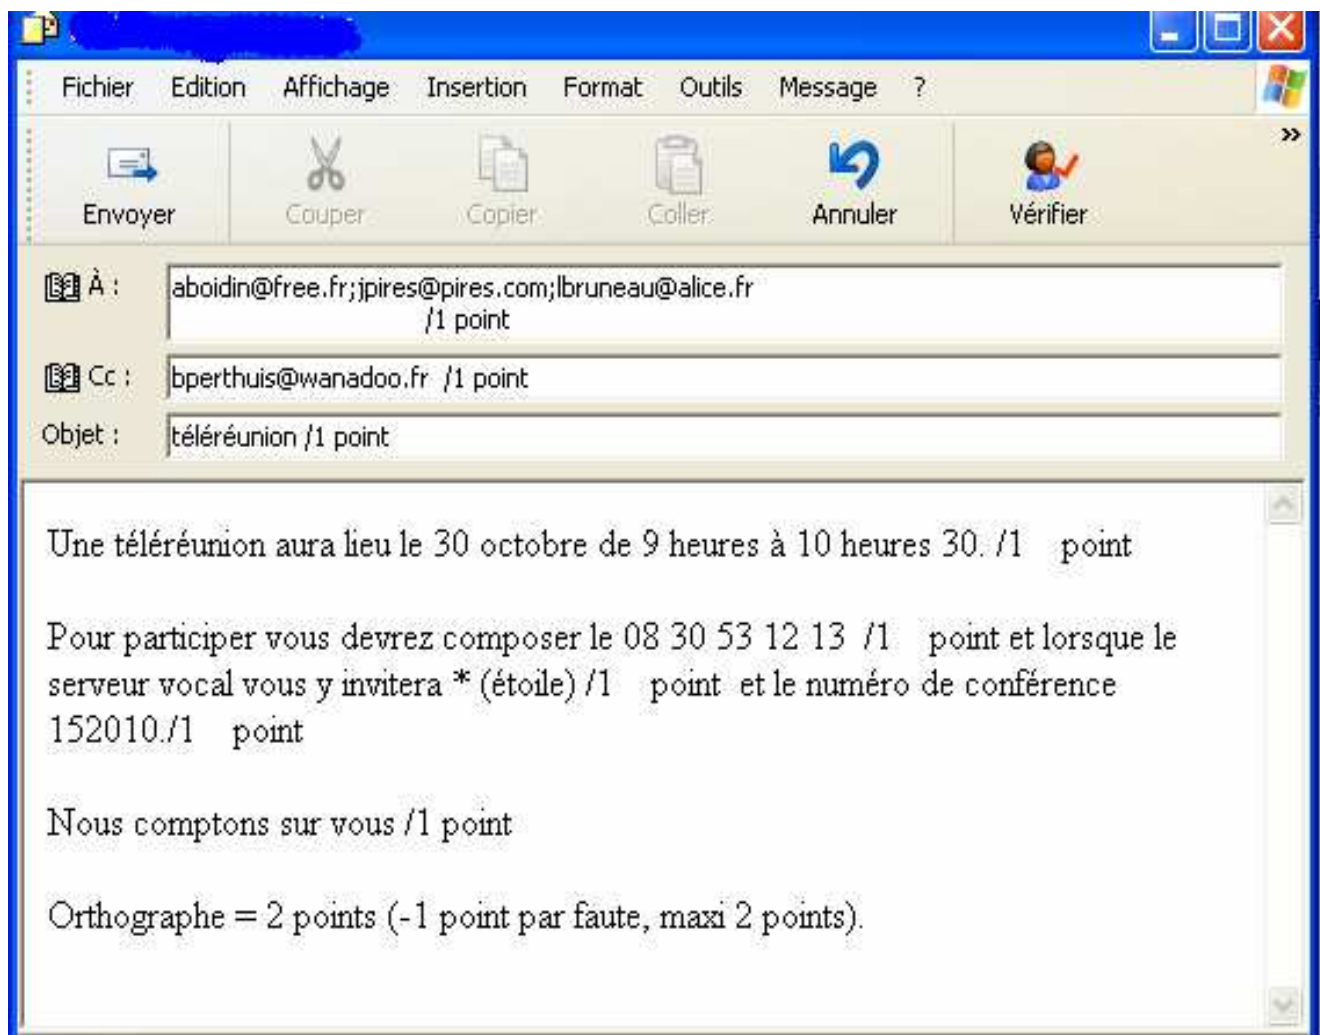 Fichier Edition Affichage Insertion Format Outils Message ?
»
Envoyer Couper Copier Coller Annuler Vérifier
À : aboidin@free.fr;jpires@pires.com;lbruneau@alice.fr
/1 point
Cc : bperthuis@wanadoo.fr /1 point
Objet : téléréunion /1 point
Une téléréunion aura lieu le 30 octobre de 9 heures à 10 heures 30. /1 point
Pour participer vous devrez composer le 08 30 53 12 13 /1 point et lorsque le
serveur vocal vous y invitera * (étoile) /1 point et le numéro de conférence
152010./1 point
Nous comptons sur vous /1 point
Orthographe = 2 points (-1 point par faute, maxi 2 points).